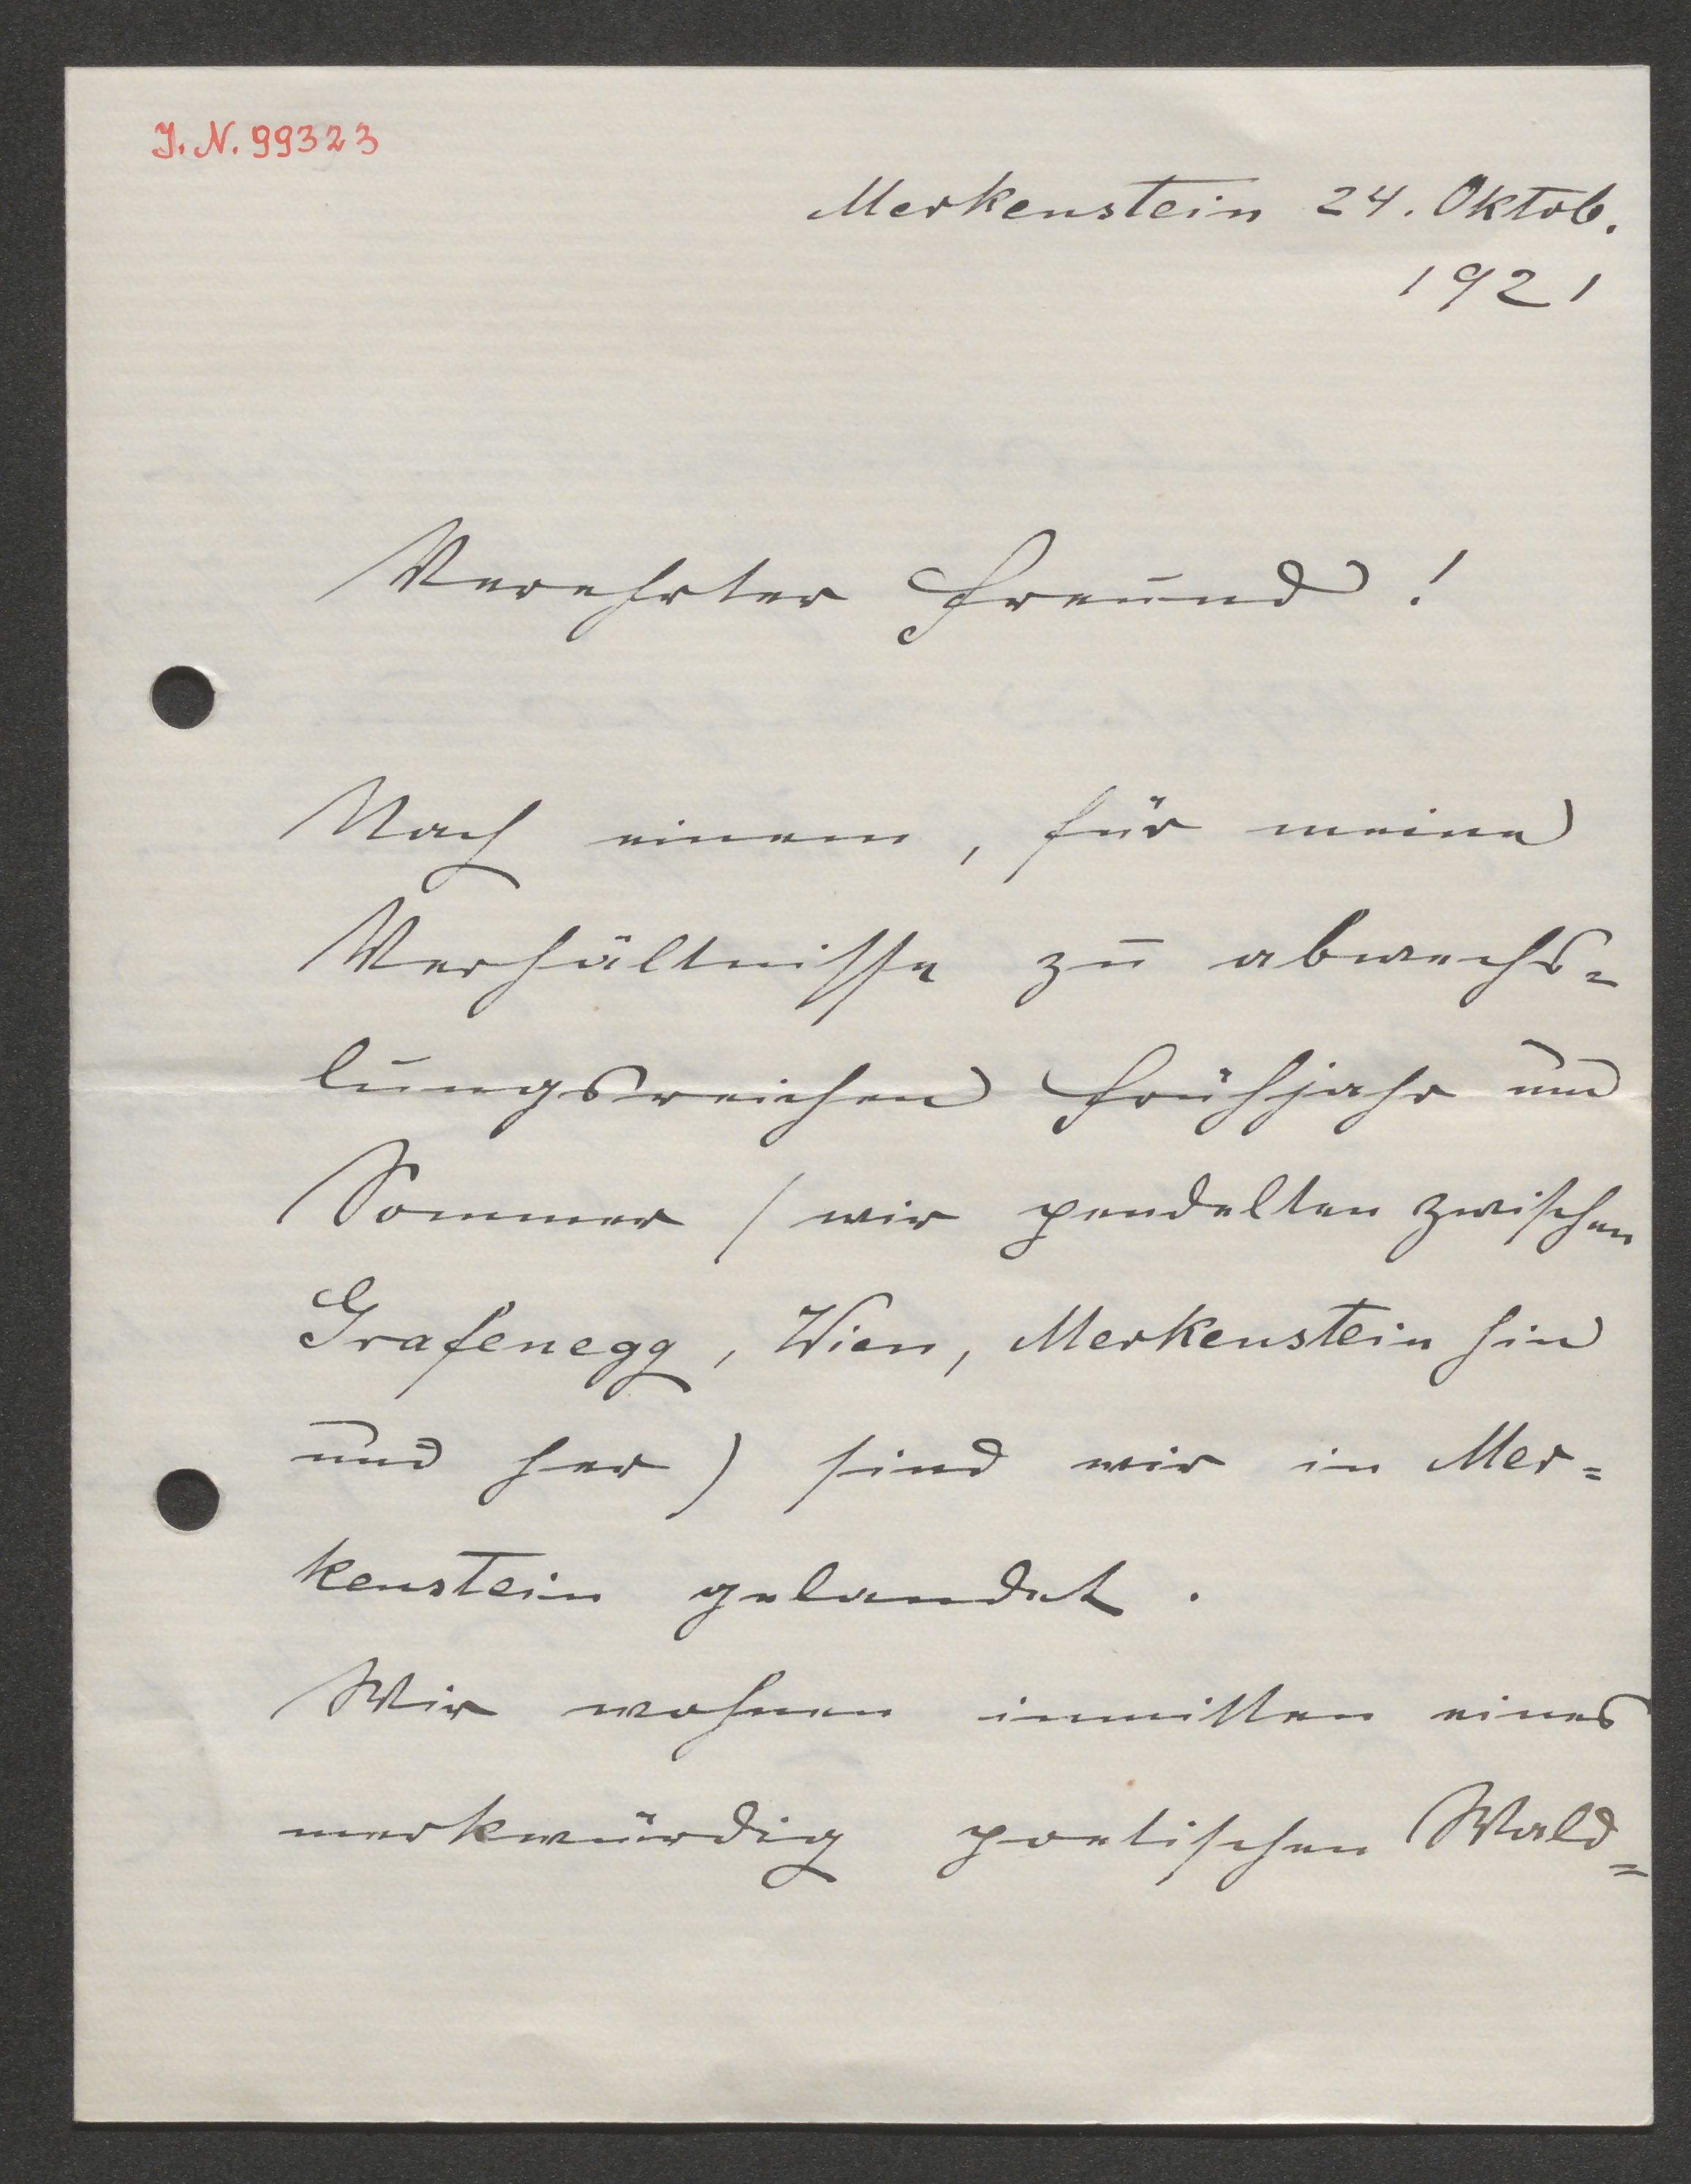 J. N. 99323
Merkenstein 24. Oktob.
1921
Verehrter Freund!
Nach einem, für meine
Verhältnisse zu abwechs=
lungsreichen Frühjahr und
Sommer (wir pendelten zwischen
Grafenegg, Wien, Merkenstein hin
und her) sind wir in Mer=
kenstein gelandet.
Wir wohnen inmitten eines
merkwürdig poetischen Wald=